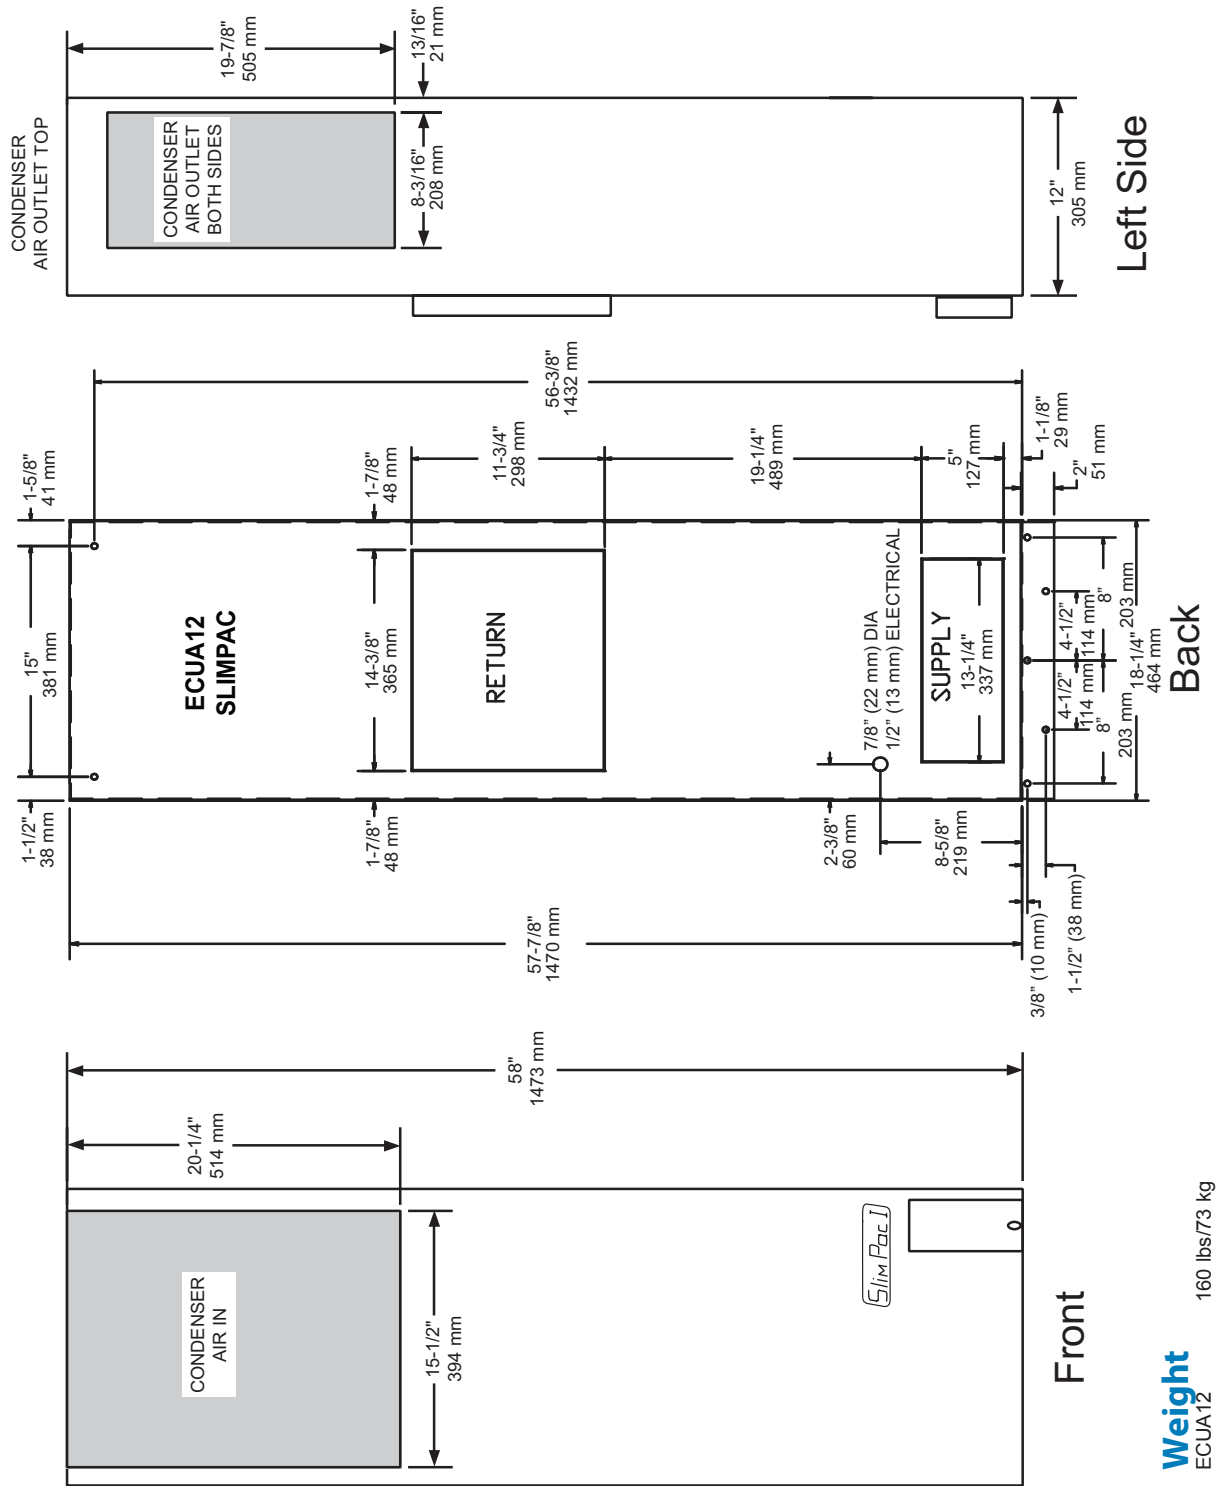 CONDENSER
AIR OUTLET TOP
CONDENSER
AIR OUTLET
BOTH SIDES
19-7/8"
505 mm
13/16"
21 mm
8-3/16"
208 mm
12"
305 mm
Left Side
1-5/8"
41 mm
15"
381 mm
1-1/2"
38 mm
ECUA12
SLIMPAC
56-3/8"
1432 mm
1-7/8"
48 mm
14-3/8"
365 mm
1-7/8"
48 mm
RETURN
11-3/4"
298 mm
19-1/4"
489 mm
5"
127 mm
1-1/8"
29 mm
2"
51 mm
7/8” (22 mm) DIA
1/2” (13 mm) ELECTRICAL
SUPPLY
13-1/4"
337 mm
2-3/8"
60 mm
8-5/8"
219 mm
4-1/2”
114 mm
8”
203 mm
4-1/2”
114 mm
8”
203 mm
18-1/4"
464 mm
3/8” (10 mm)
1-1/2” (38 mm)
57-7/8"
1470 mm
Back
58"
1473 mm
20-1/4"
514 mm
CONDENSER
AIR IN
15-1/2"
394 mm
Slim Pac I
Front
Weight
ECUA12 160 lbs/73 kg